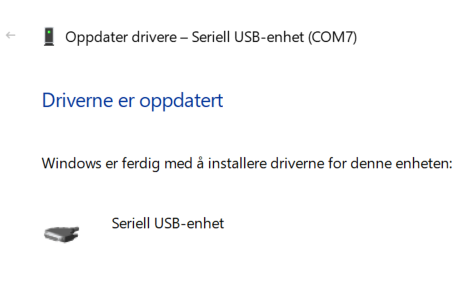 Oppdater drivere – Seriell USB-enhet (COM7)
Driverne er oppdatert
Windows er ferdig med å installere driverne for denne enheten:
Seriell USB-enhet